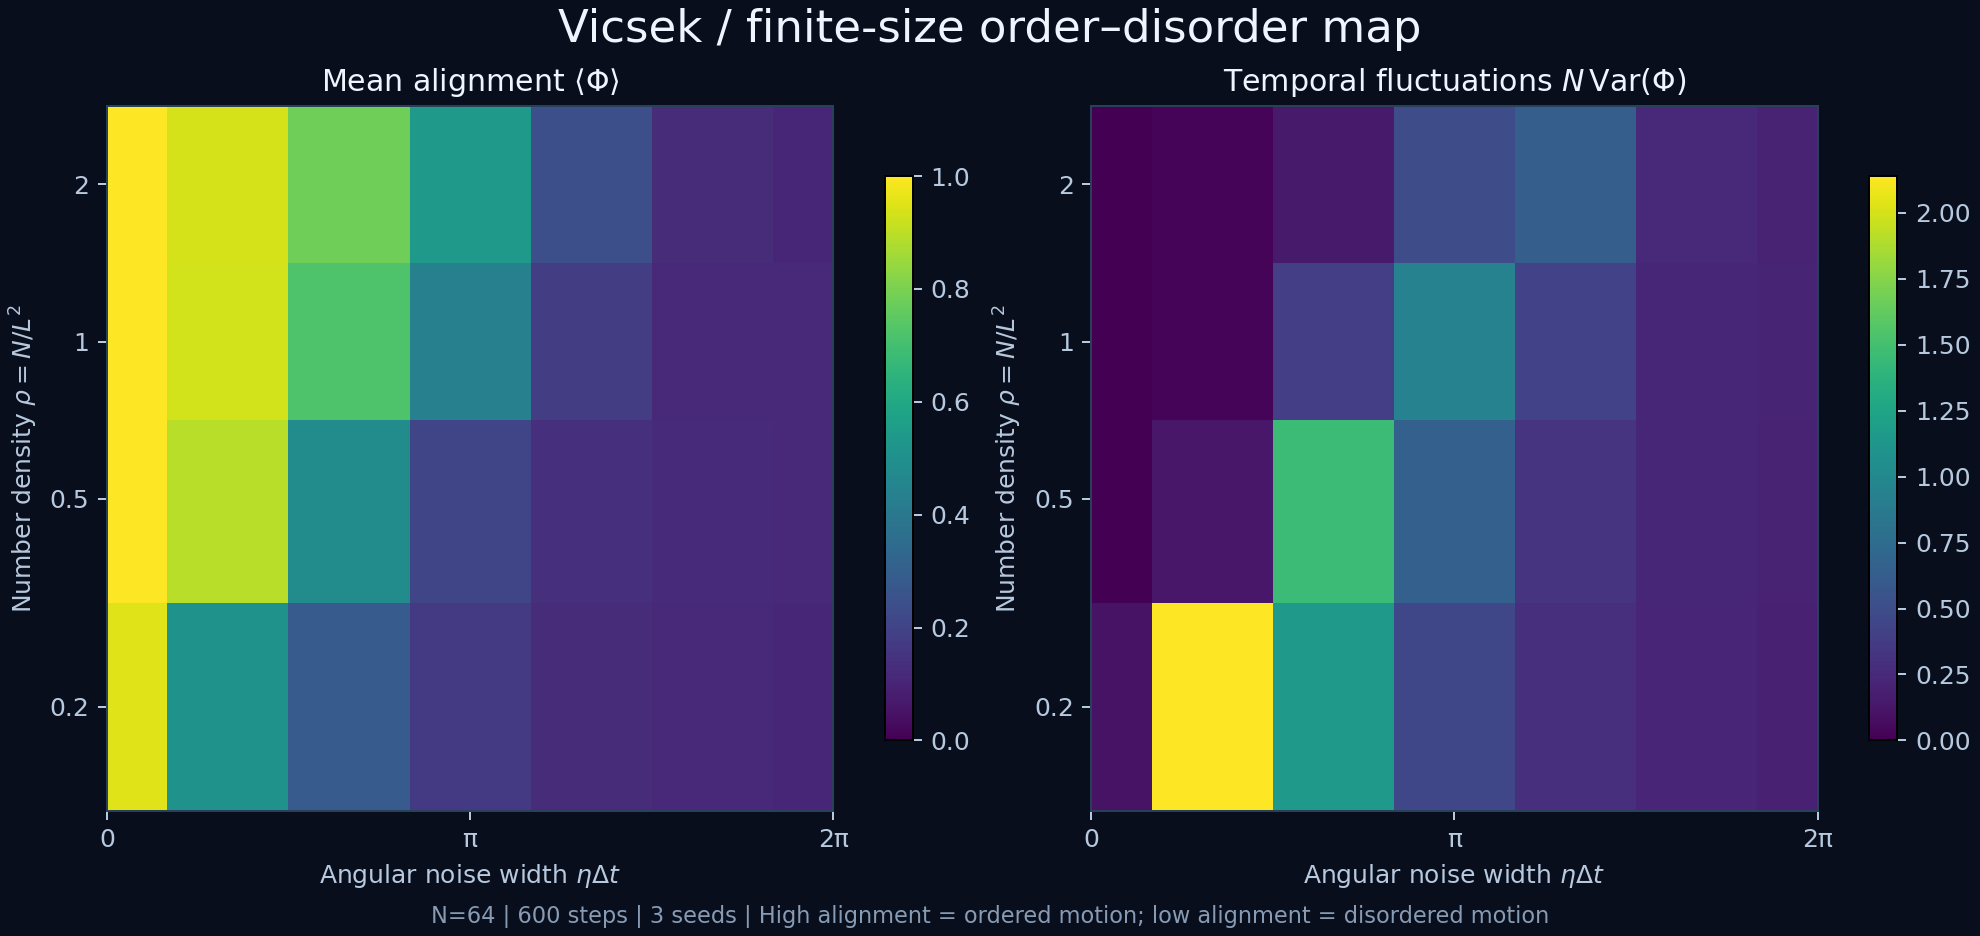 Vicsek / finite-size order–disorder map
Mean alignment ⟨Φ⟩
2
1
0.5
0.2
Number density ρ = N/L²
0
π
2π
Angular noise width ηΔt
1.0
0.8
0.6
0.4
0.2
0.0
Temporal fluctuations N Var(Φ)
2
1
0.5
0.2
Number density ρ = N/L²
0
π
2π
Angular noise width ηΔt
2.00
1.75
1.50
1.25
1.00
0.75
0.50
0.25
0.00
N=64 | 600 steps | 3 seeds | High alignment = ordered motion; low alignment = disordered motion